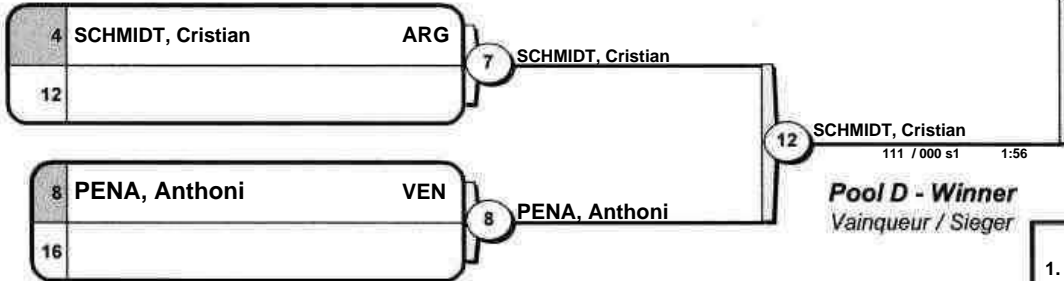 4 SCHMIDT, Cristian ARG
7 SCHMIDT, Cristian
12
12 SCHMIDT, Cristian
111 / 000 s1 1:56
8 PENA, Anthoni VEN
Pool D - Winner
8 PENA, Anthoni
Vainqueur / Sieger
16
1.